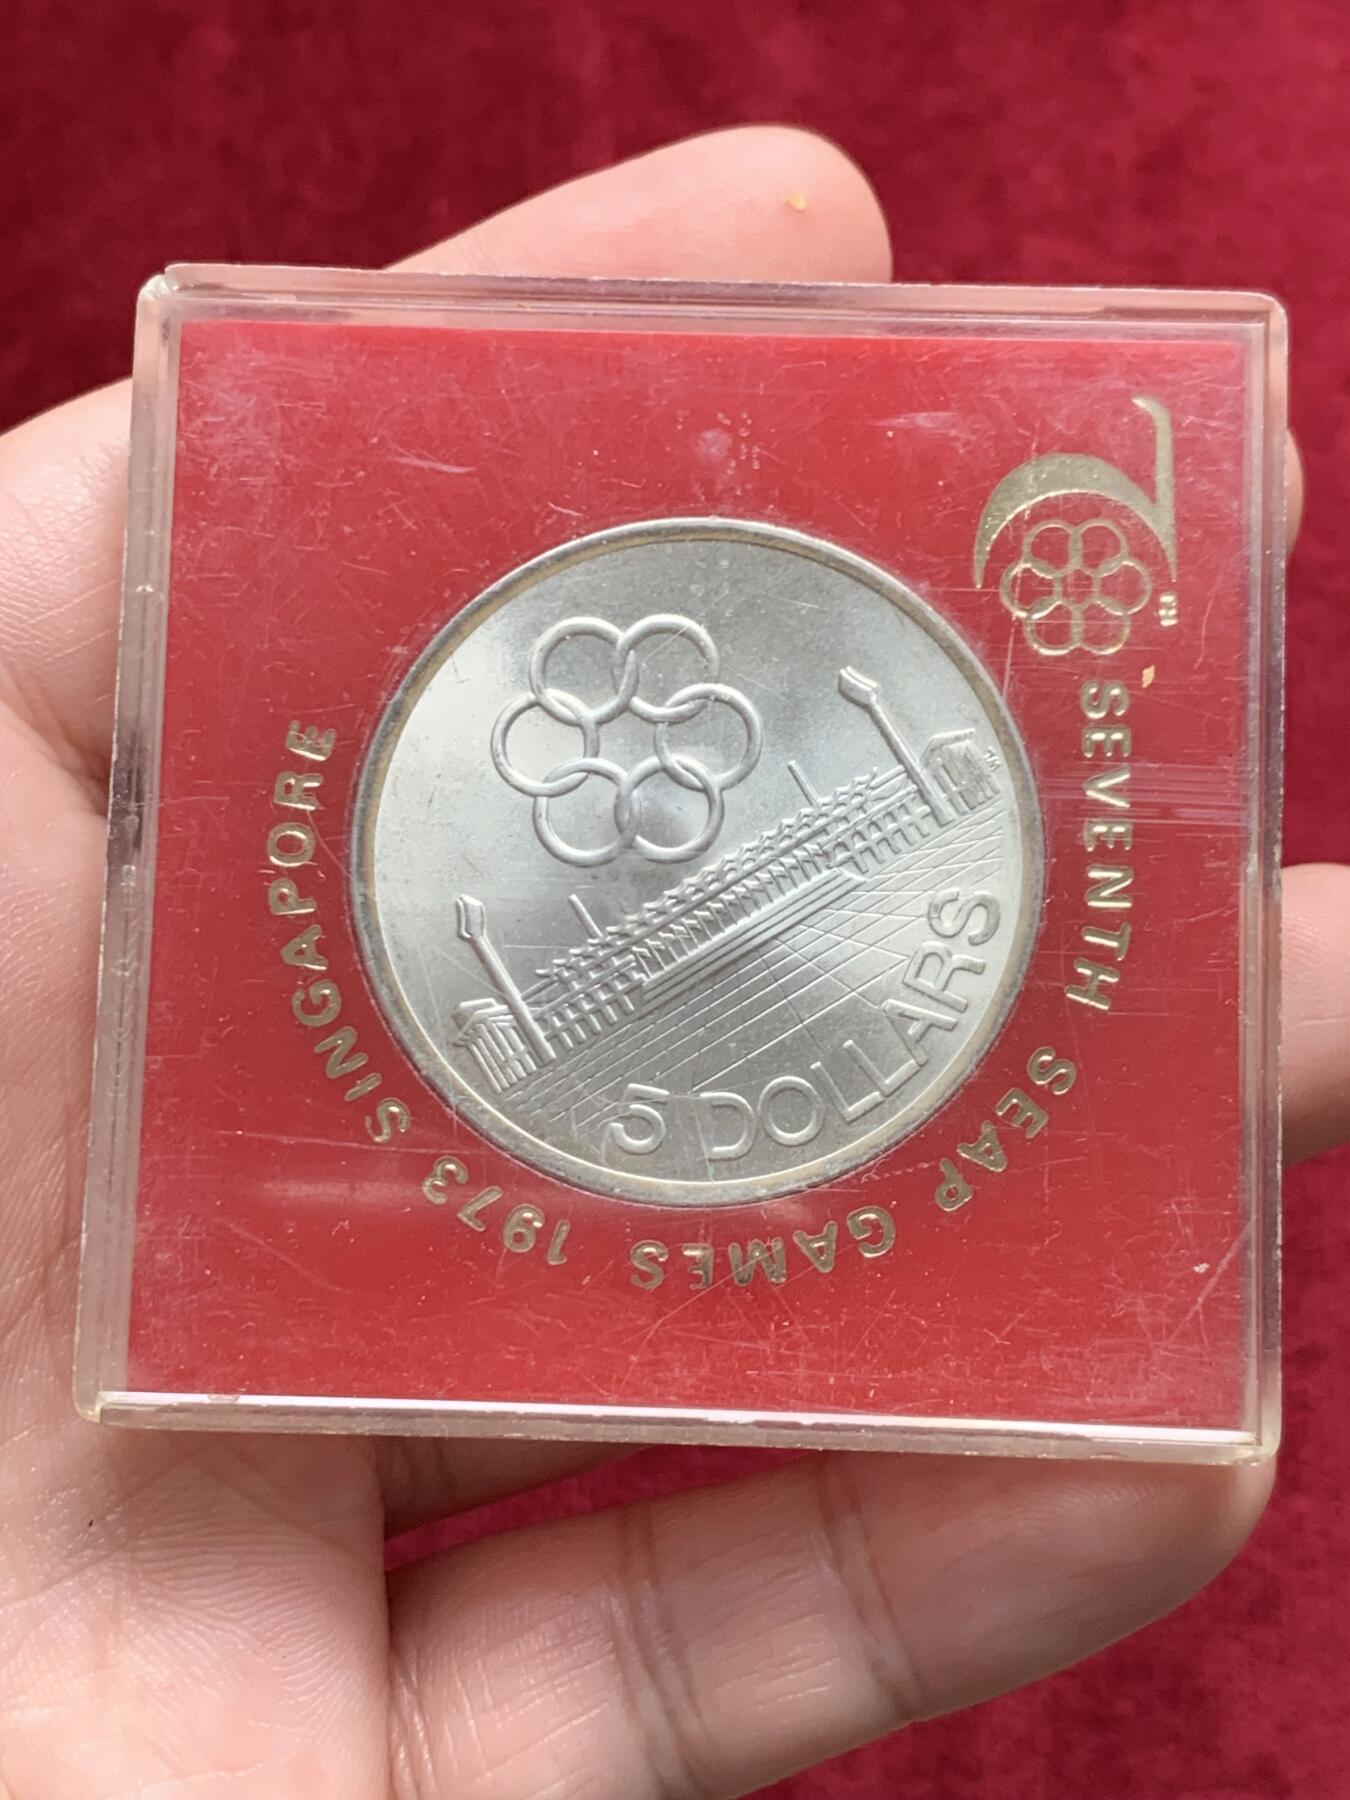 SEVENTH SEAP GAMES 1973 SINGAPORE
5 DOLLARS